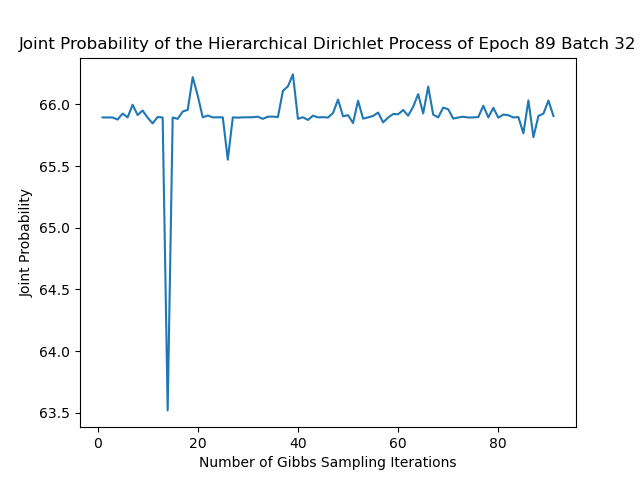 Joint Probability of the Hierarchical Dirichlet Process of Epoch 89 Batch 32
66.0
65.5
65.0
64.5
64.0
63.5
Joint Probability
0 20 40 60 80
Number of Gibbs Sampling Iterations